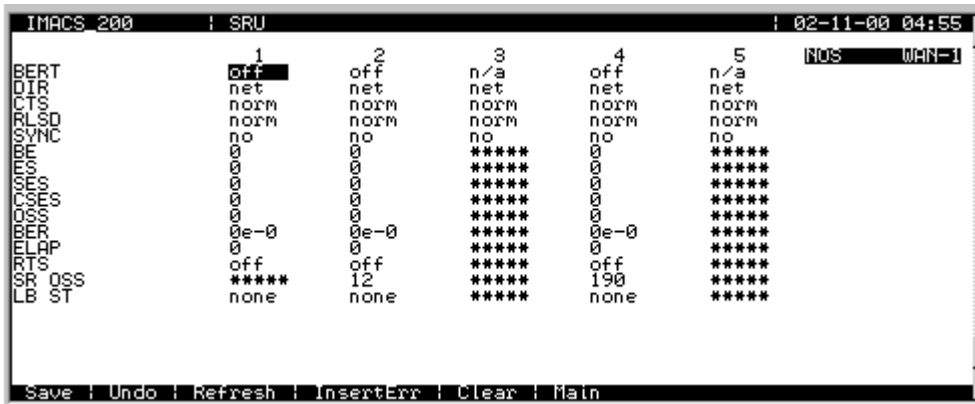 IMACS_200 | SRU | 02-11-00 04:55
1 2 3 4 5 NOS WAN-1
BERT off off n/a off n/a
DIR net net net net net
CTS norm norm norm norm norm
RLSD norm norm norm norm norm
SYNC no no no no no
BE 0 0 ***** 0 *****
ES 0 0 ***** 0 *****
SES 0 0 ***** 0 *****
CSES 0 0 ***** 0 *****
OSS 0 0 ***** 0 *****
BER 0e-0 0e-0 ***** 0e-0 *****
ELAP 0 0 ***** 0 *****
RTS off off ***** off *****
SR OSS ***** 12 ***** 190 *****
LB ST none none ***** none *****
Save | Undo | Refresh | InsertErr | Clear | Main